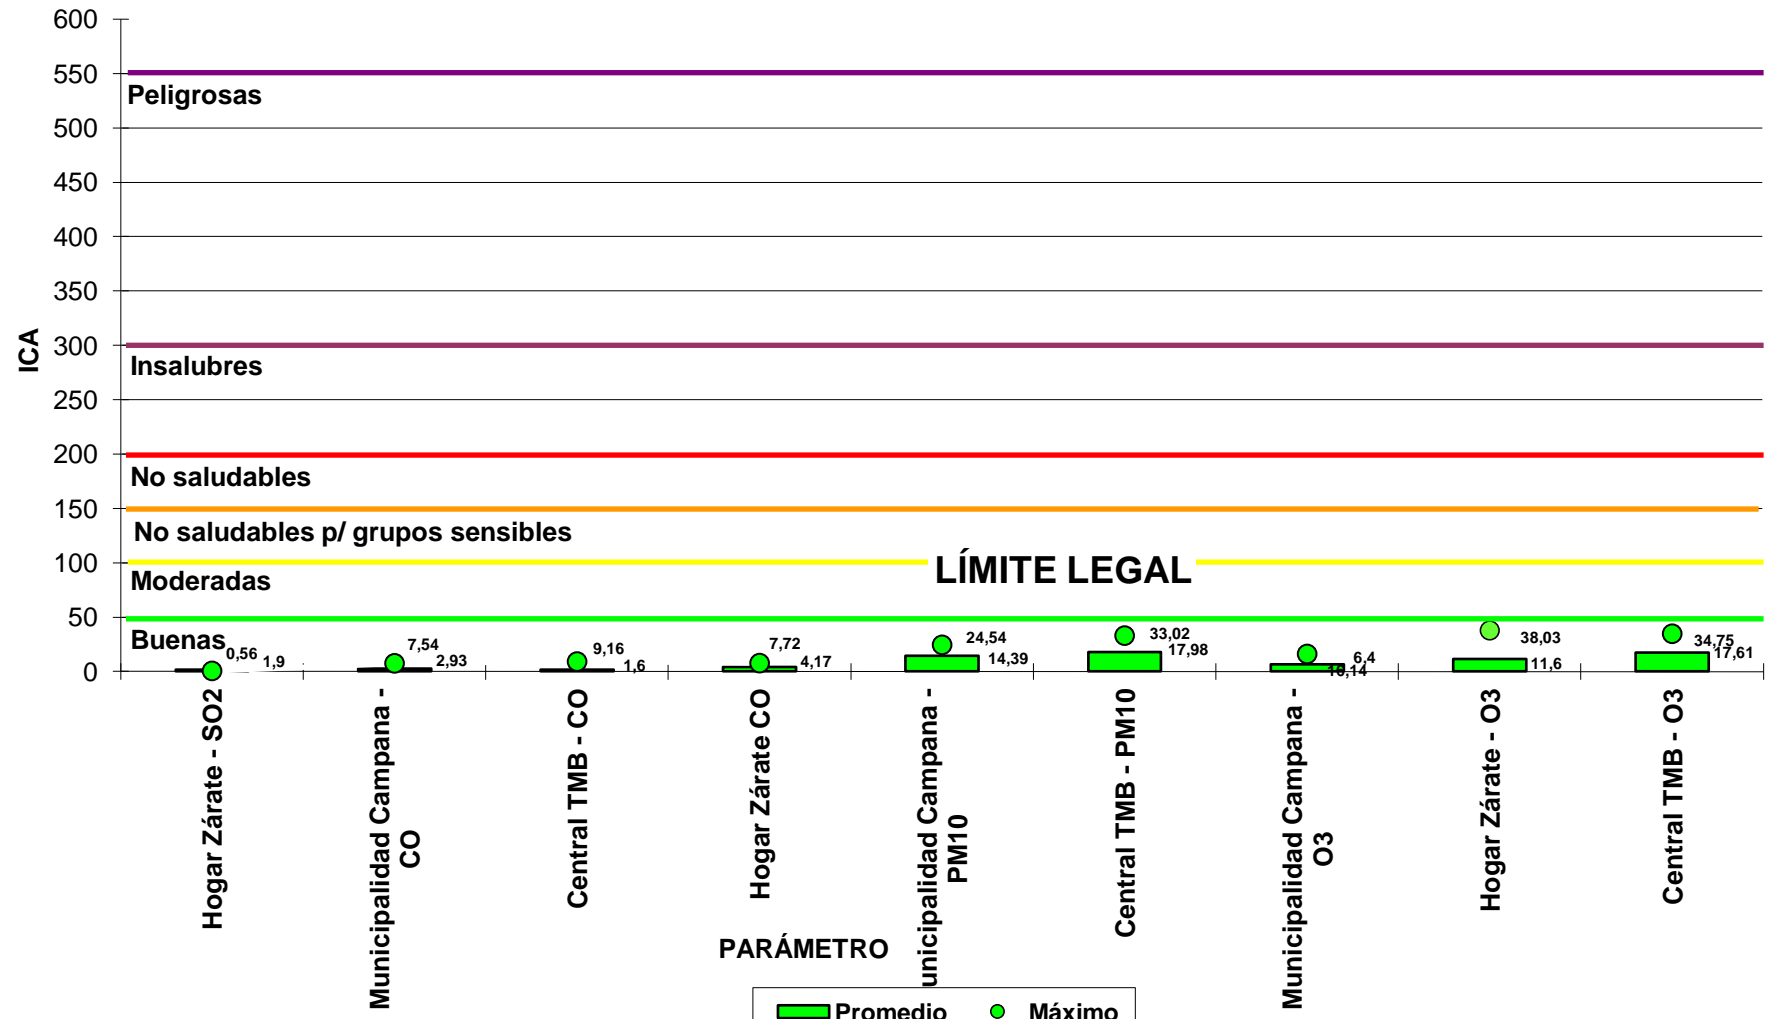 600
550
Peligrosas
500
450
400
350
ICA
300
Insalubres
250
200
No saludables
150
No saludables p/ grupos sensibles
100
LÍMITE LEGAL
Moderadas
50
Buenas
0
0,56
1,9
7,54
2,93
9,16
1,6
7,72
4,17
24,54
14,39
33,02
17,98
6,4
16,14
38,03
11,6
34,75
17,61
Hogar Zárate - SO2
Municipalidad Campana -
CO
Central TMB - CO
Hogar Zárate CO
unicipalidad Campana -
PM10
Central TMB - PM10
Municipalidad Campana -
O3
Hogar Zárate - O3
Central TMB - O3
PARÁMETRO
Promedio
Máximo